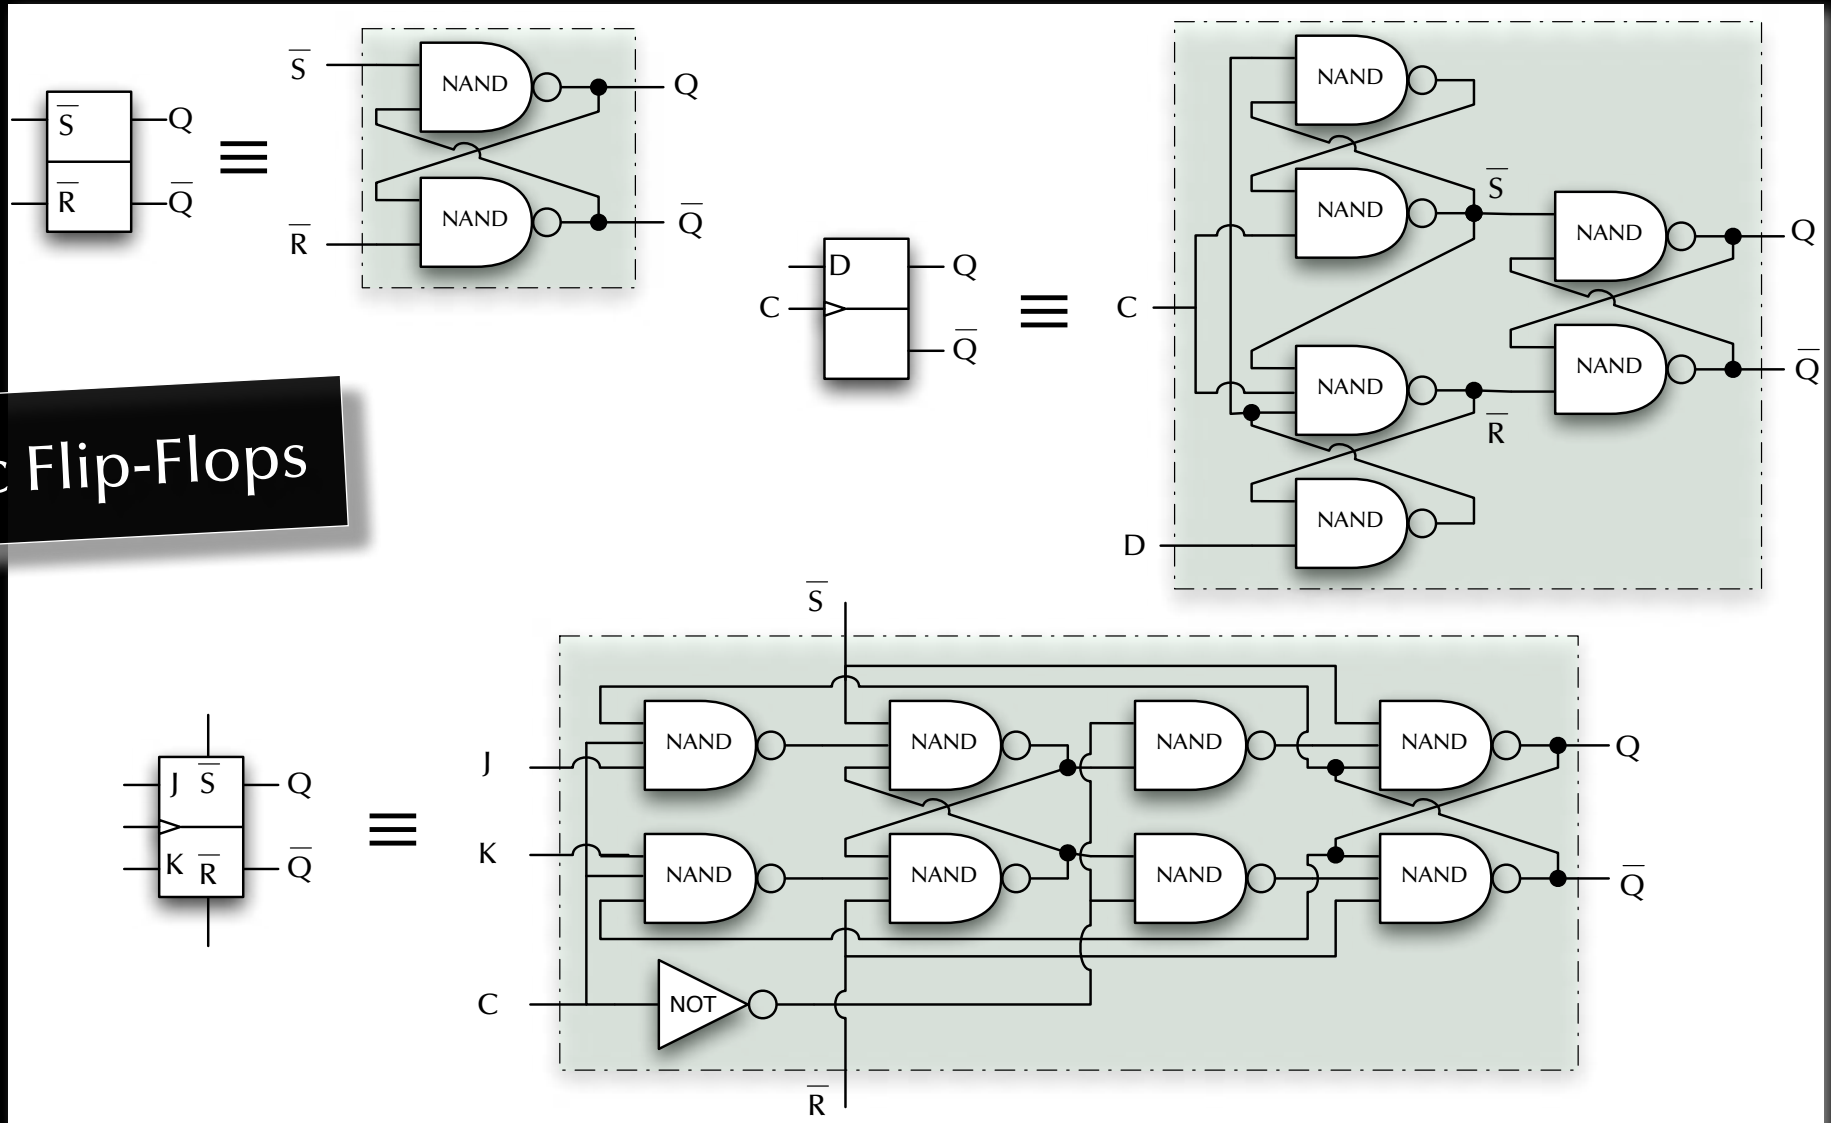 S̅
R̅
Q
Q̅
S̅
R̅
NAND
NAND
Q
Q̅
D
C
Q
Q̅
C
D
NAND
NAND
NAND
NAND
S̅
R̅
NAND
NAND
Q
Q̅
Flip-Flops
J S̅
K R̅
Q
Q̅
S̅
J
K
C
NAND NAND NAND NAND
NAND NAND NAND NAND
NOT
Q
Q̅
R̅